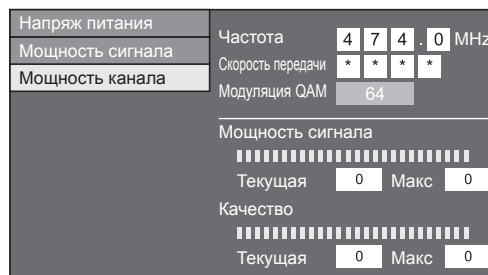 Напряж питания
Мощность сигнала
Мощность канала
Частота 4 7 4 . 0 MHz
Скорость передачи * * * *
Модуляция QAM 64
Мощность сигнала
Текущая 0 Макс 0
Качество
Текущая 0 Макс 0